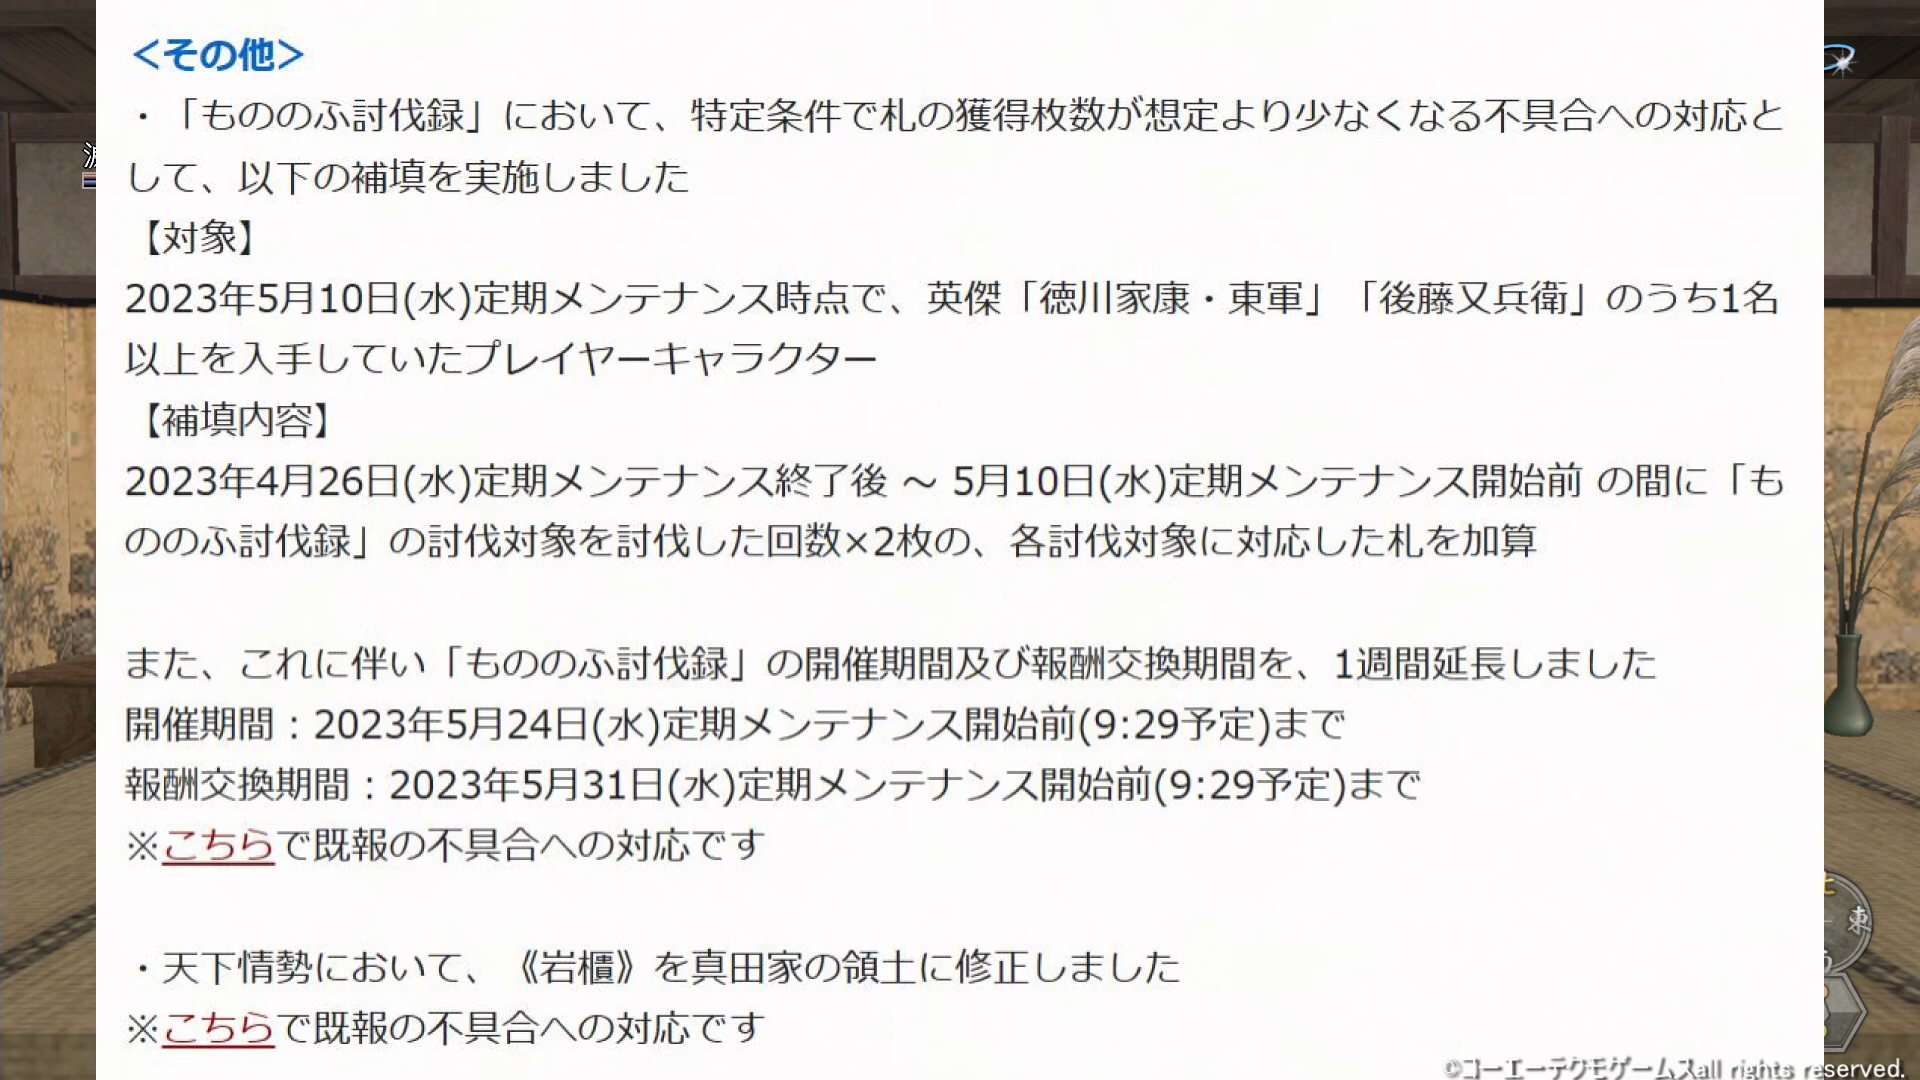 ＜その他＞
・「もののふ討伐録」において、特定条件で札の獲得枚数が想定より少なくなる不具合への対応と
して、以下の補填を実施しました
【対象】
2023年5月10日(水)定期メンテナンス時点で、英傑「徳川家康・東軍」「後藤又兵衛」のうち1名
以上を入手していたプレイヤーキャラクター
【補填内容】
2023年4月26日(水)定期メンテナンス終了後 ～ 5月10日(水)定期メンテナンス開始前 の間に「も
ののふ討伐録」の討伐対象を討伐した回数×2枚の、各討伐対象に対応した札を加算
また、これに伴い「もののふ討伐録」の開催期間及び報酬交換期間を、1週間延長しました
開催期間：2023年5月24日(水)定期メンテナンス開始前(9:29予定)まで
報酬交換期間：2023年5月31日(水)定期メンテナンス開始前(9:29予定)まで
※こちらで既報の不具合への対応です
・天下情勢において、《岩櫃》を真田家の領土に修正しました
※こちらで既報の不具合への対応です
東
©コーエーテクモゲームスall rights reserved.